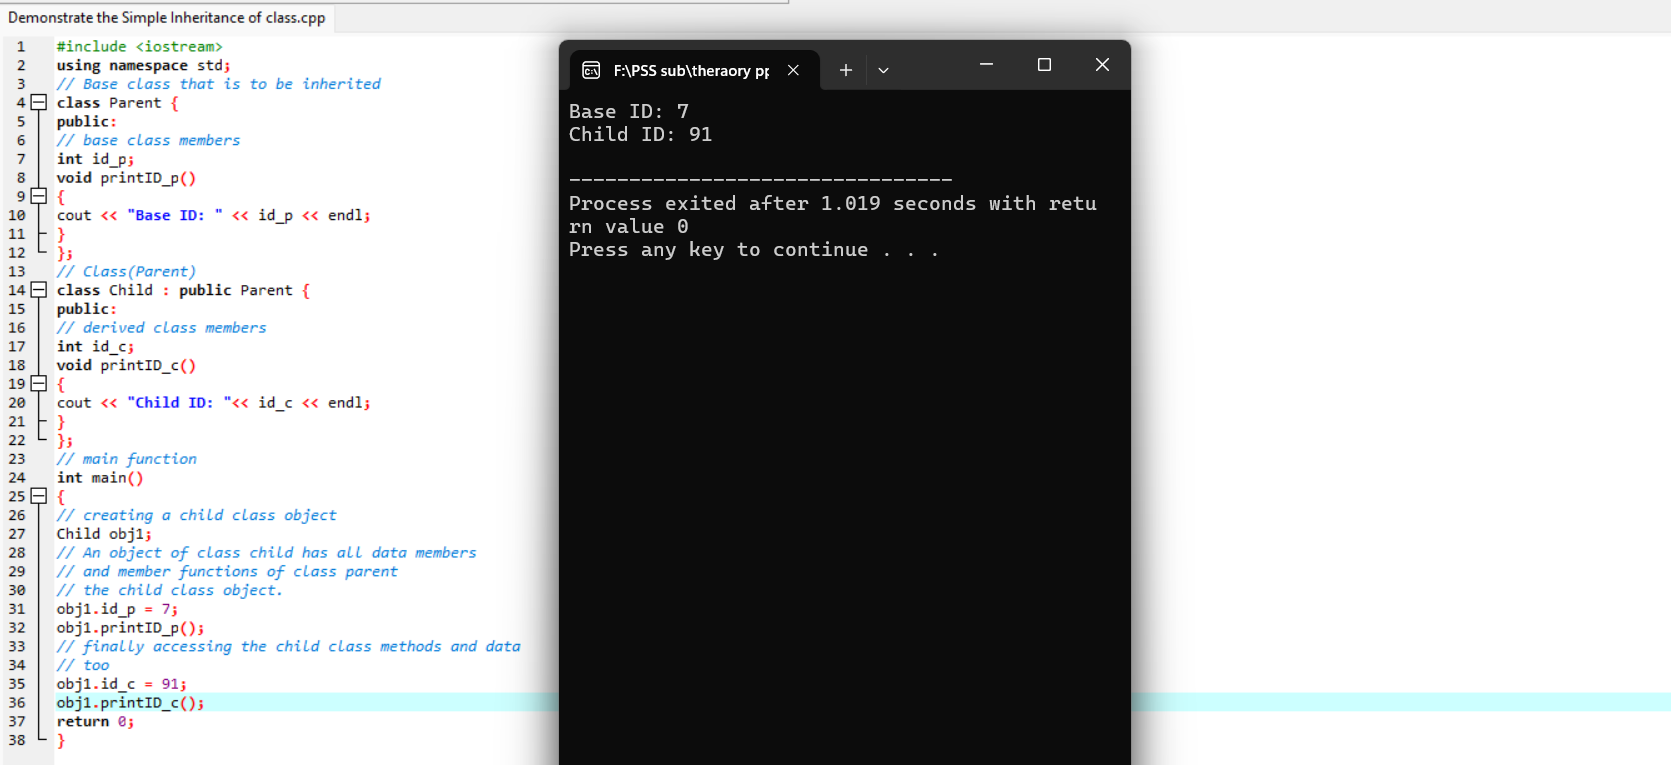 Demonstrate the Simple Inheritance of class.cpp
1 #include <iostream>
2 using namespace std;
3 // Base class that is to be inherited
4 class Parent {
5 public:
6 // base class members
7 int id_p;
8 void printID_p()
9 {
10 cout << "Base ID: " << id_p << endl;
11 }
12 };
13 // Class(Parent)
14 class Child : public Parent {
15 public:
16 // derived class members
17 int id_c;
18 void printID_c()
19 {
20 cout << "Child ID: "<< id_c << endl;
21 }
22 };
23 // main function
24 int main()
25 {
26 // creating a child class object
27 Child obj1;
28 // An object of class child has all data members
29 // and member functions of class parent
30 // the child class object.
31 obj1.id_p = 7;
32 obj1.printID_p();
33 // finally accessing the child class methods and data
34 // too
35 obj1.id_c = 91;
36 obj1.printID_c();
37 return 0;
38 }
F:\PSS sub\theraory pp
Base ID: 7
Child ID: 91
--------------------------------
Process exited after 1.019 seconds with retu
rn value 0
Press any key to continue . . .